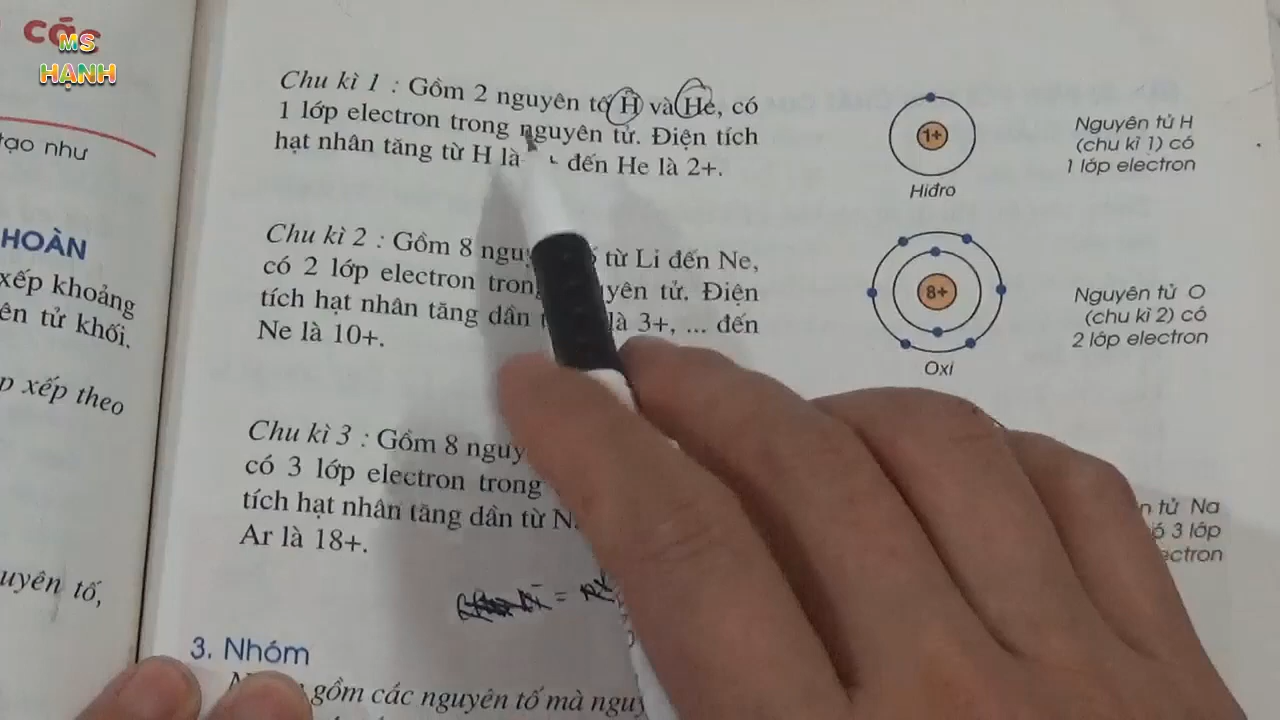 các
MS
HẠNH
tạo như
HOÀN
xếp khoảng
ên tử khối.
p xếp theo
uyên tố,
Chu kì 1 : Gồm 2 nguyên tố H và He, có
1 lớp electron trong nguyên tử. Điện tích
hạt nhân tăng từ H là đến He là 2+.
1+
Hiđro
Nguyên tử H
(chu kì 1) có
1 lớp electron
Chu kì 2 : Gồm 8 nguy từ Li đến Ne,
có 2 lớp electron tron yên tử. Điện
tích hạt nhân tăng dần là 3+, ... đến
Ne là 10+.
8+
Oxi
Nguyên tử O
(chu kì 2) có
2 lớp electron
Chu kì 3 : Gồm 8 nguy
có 3 lớp electron trong
tích hạt nhân tăng dần từ N
Ar là 18+.
tử Na
3 lớp
ectron
3. Nhóm
gồm các nguyên tố mà nguy